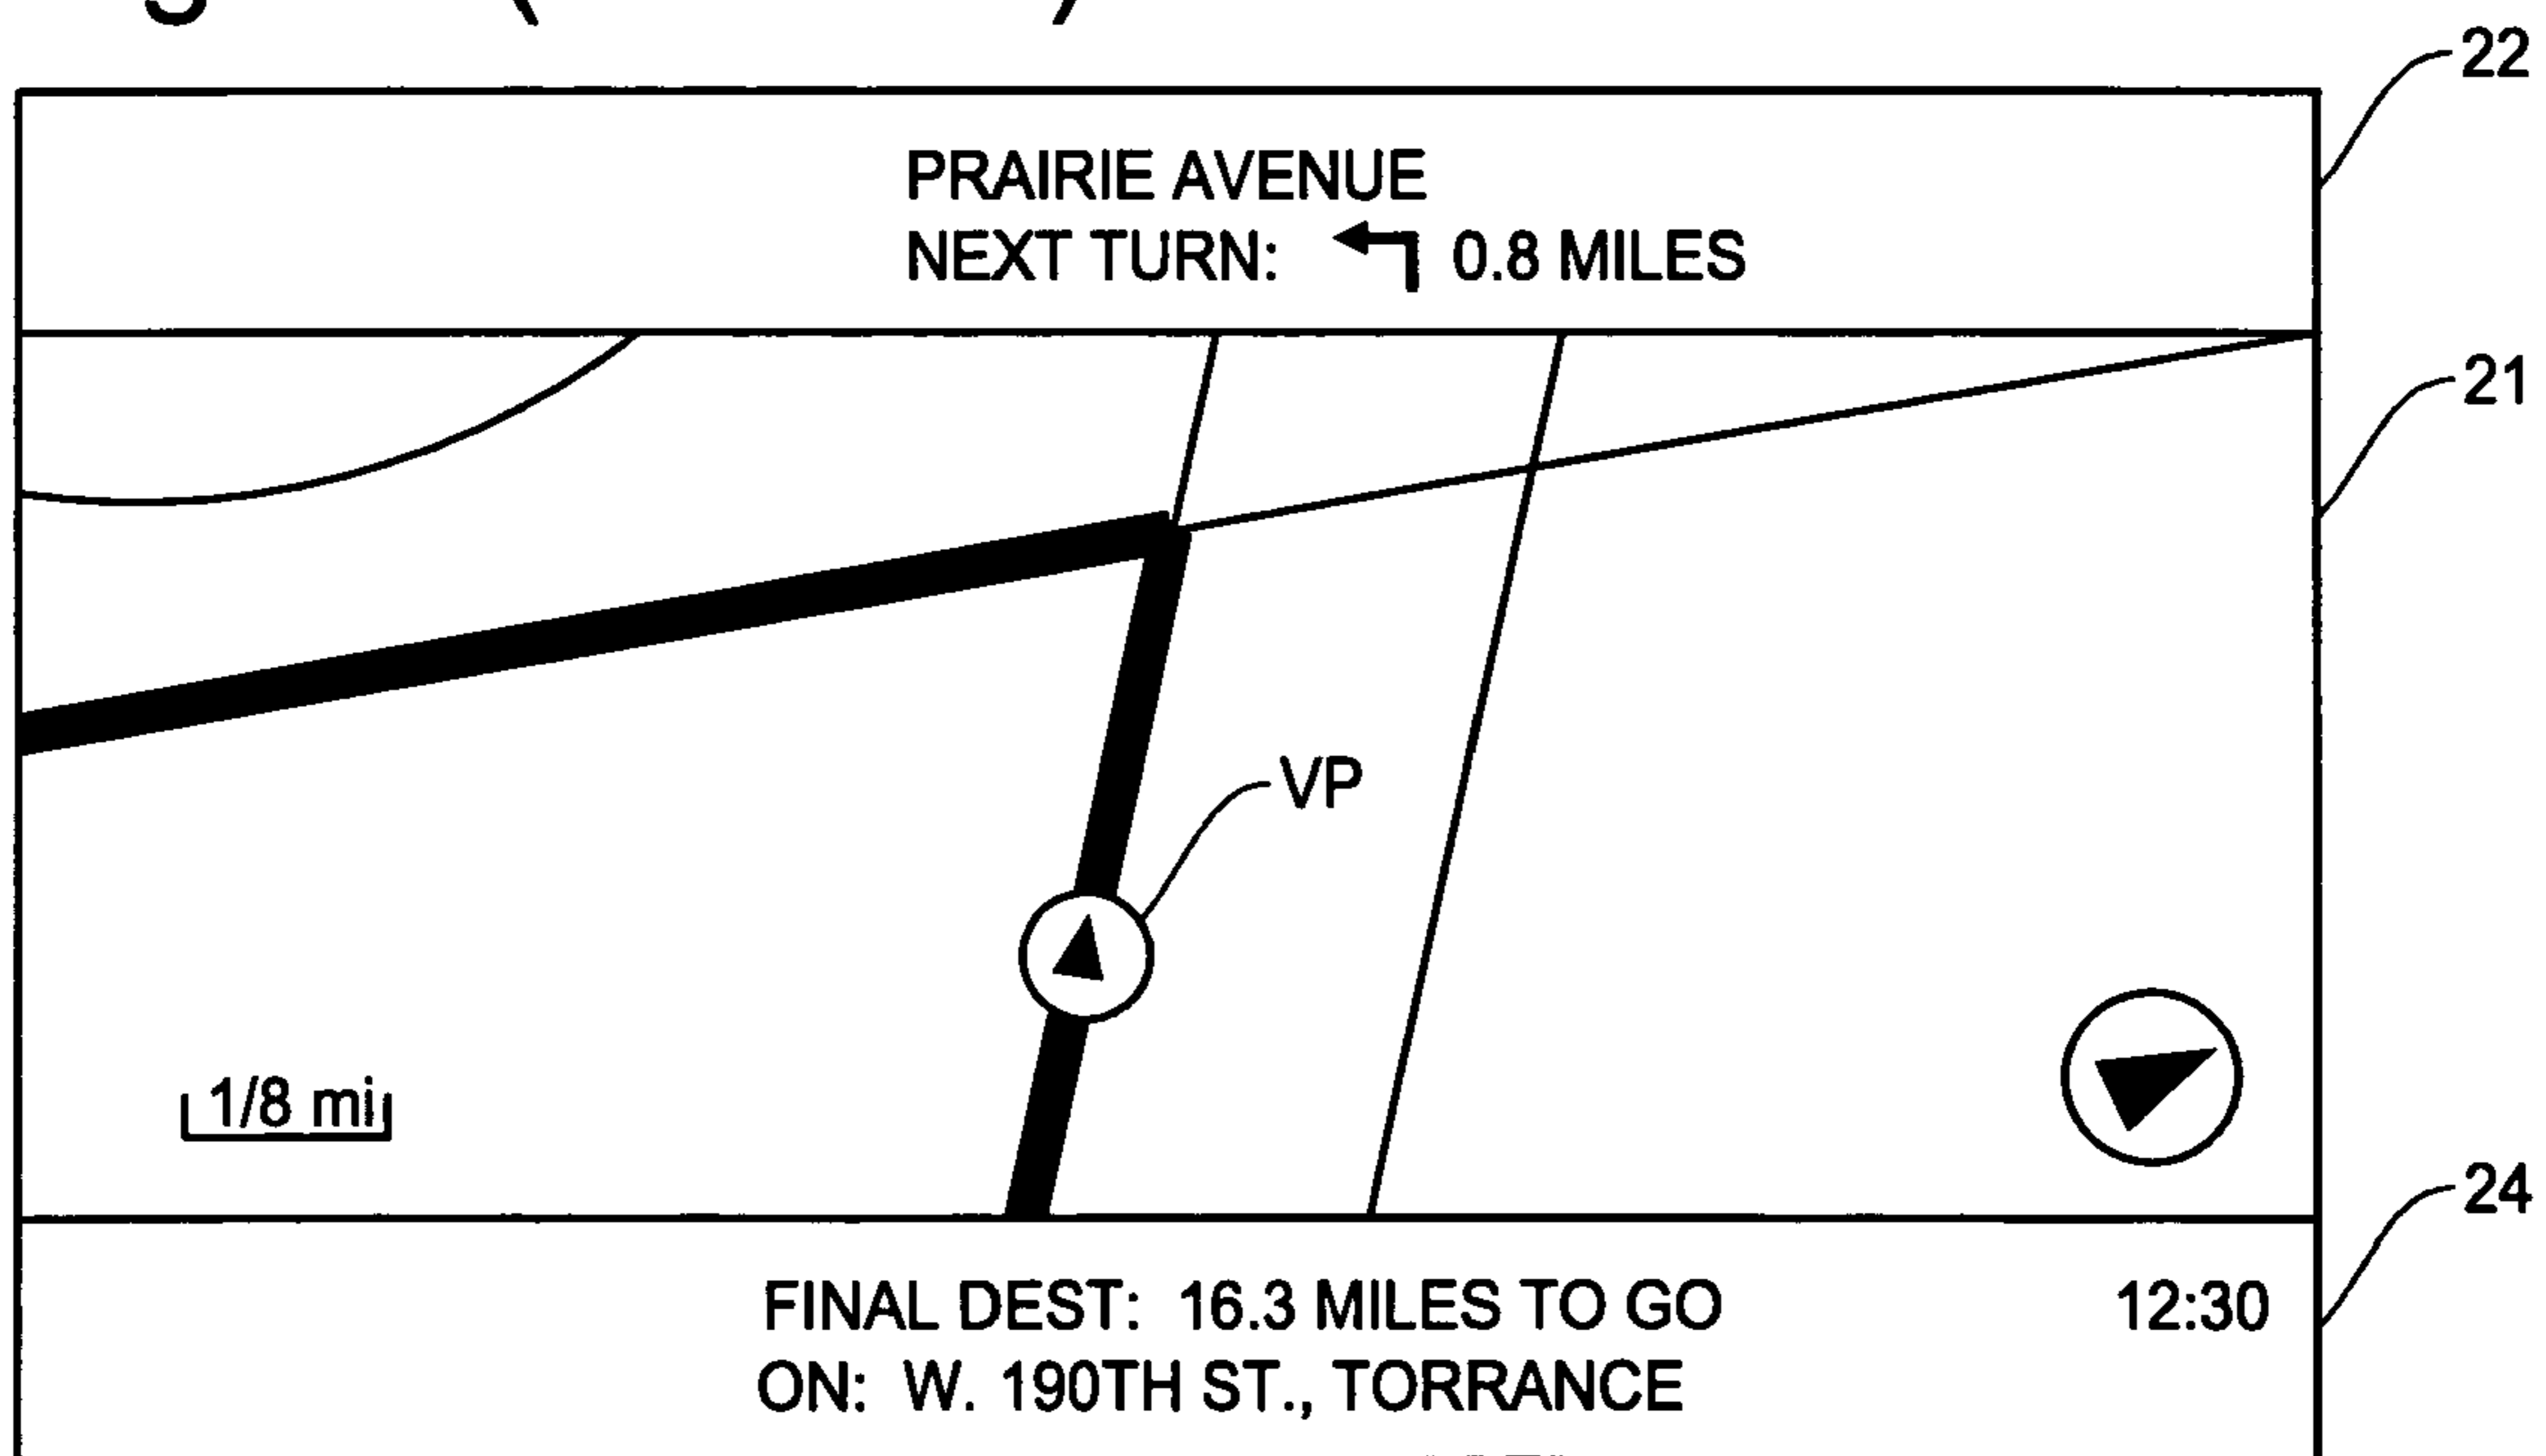 22
PRAIRIE AVENUE
NEXT TURN: 0.8 MILES
21
VP
1/8 mi
24
FINAL DEST: 16.3 MILES TO GO 12:30
ON: W. 190TH ST., TORRANCE